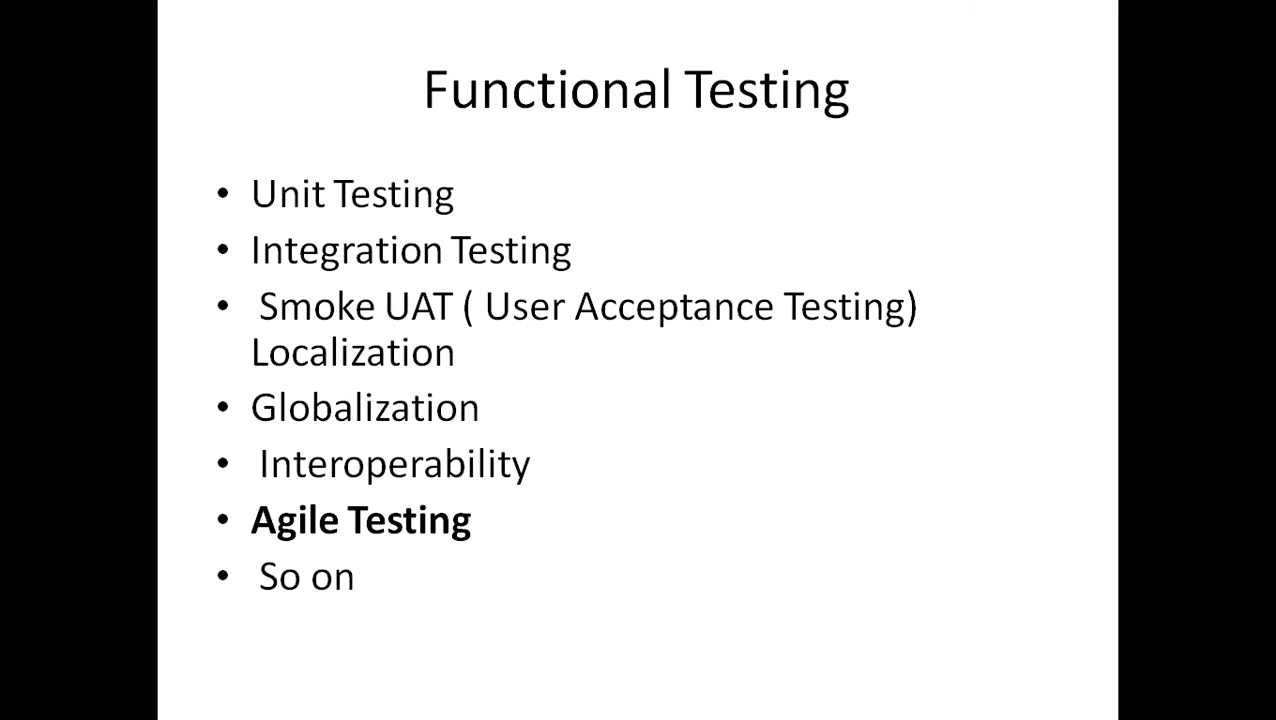 Functional Testing
• Unit Testing
• Integration Testing
• Smoke UAT ( User Acceptance Testing)
Localization
• Globalization
• Interoperability
• Agile Testing
• So on